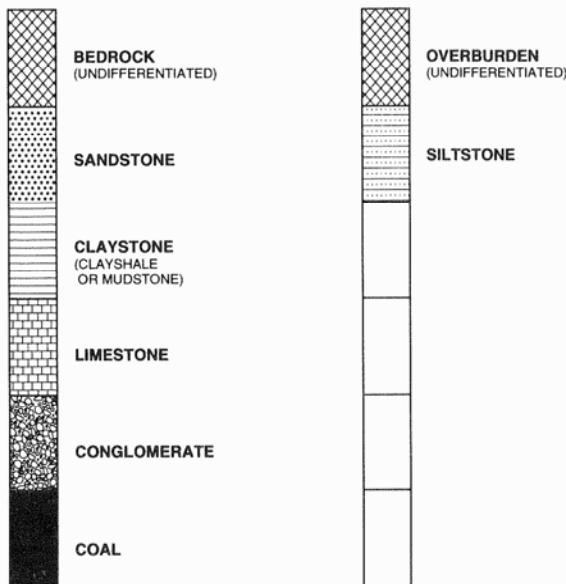 BEDROCK
(UNDIFFERENTIATED)
SANDSTONE
CLAYSTONE
(CLAYSHALE
OR MUDSTONE)
LIMESTONE
CONGLOMERATE
COAL
OVERBURDEN
(UNDIFFERENTIATED)
SILTSTONE